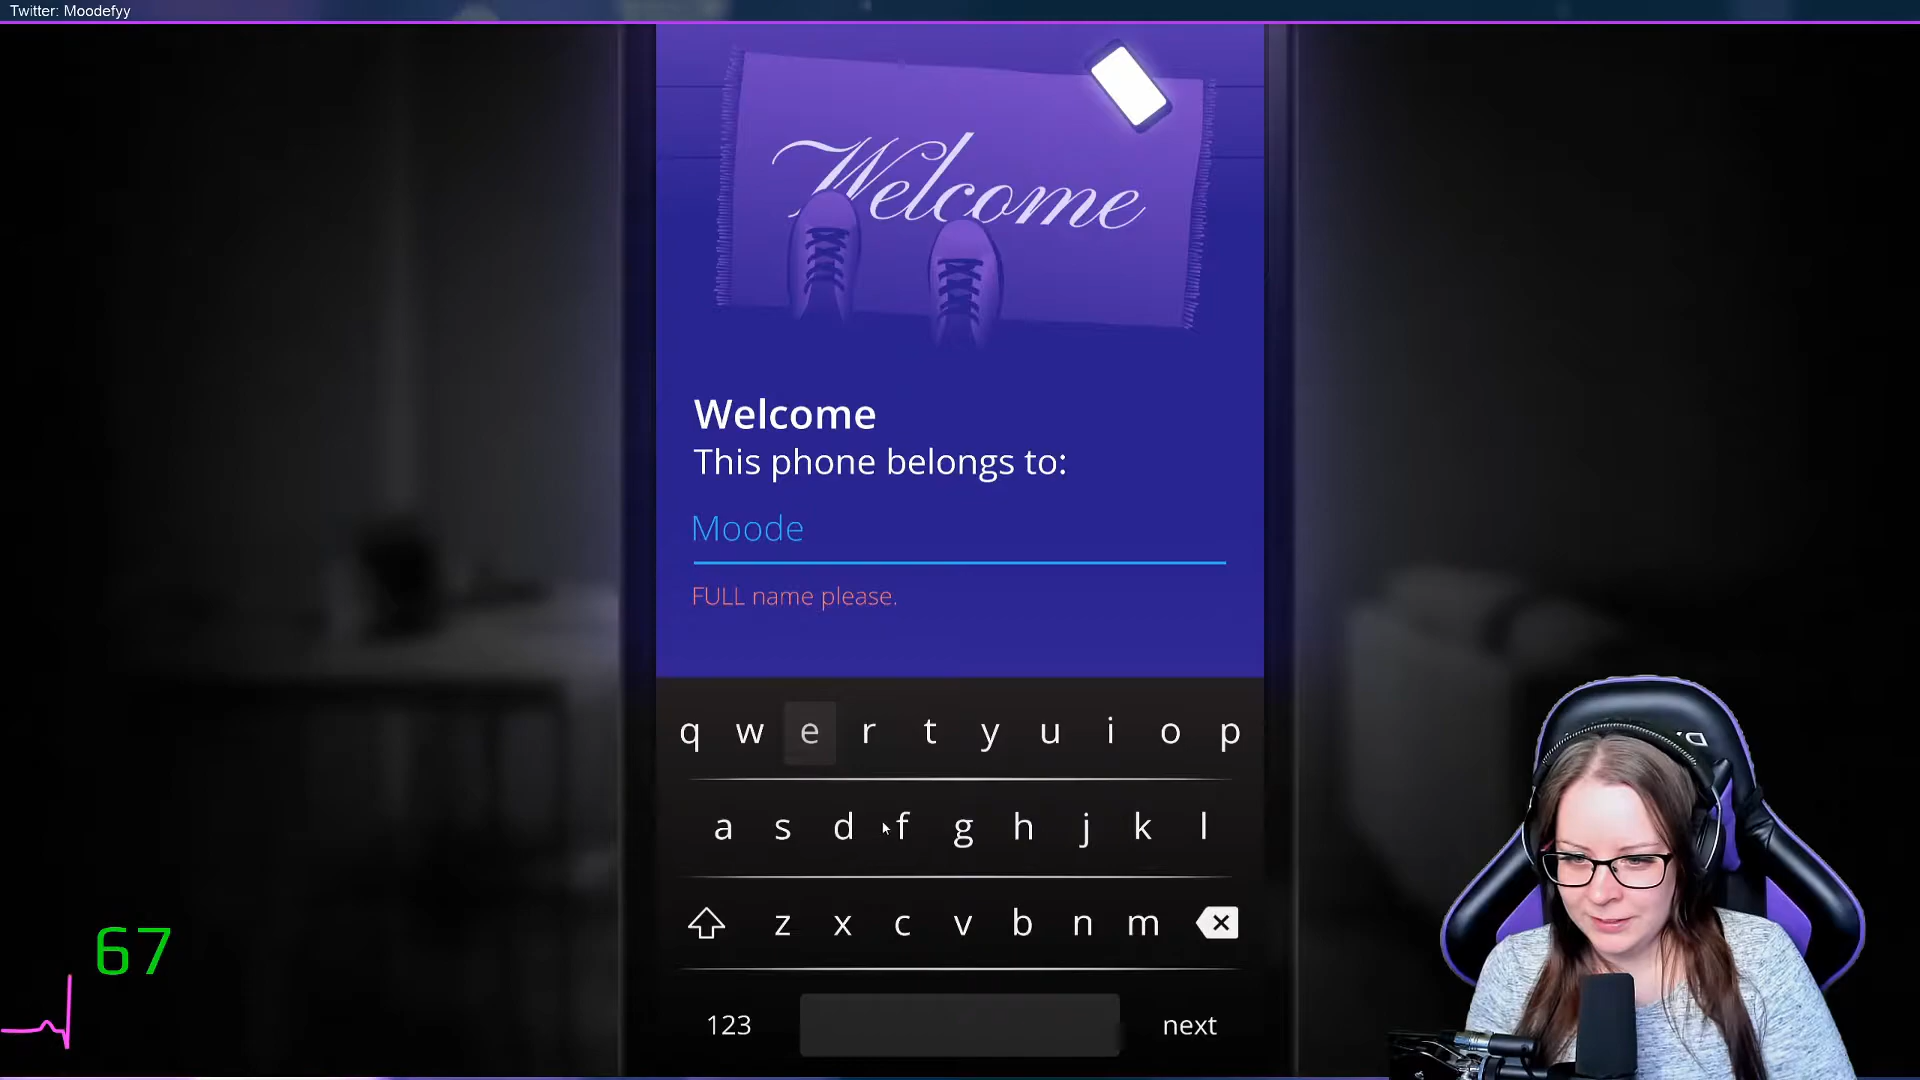 Twitter: Moodefyy
Welcome
Welcome
This phone belongs to:
Moode
FULL name please.
q w e r t y u i o p
a s d f g h j k l
z x c v b n m
123 next
67